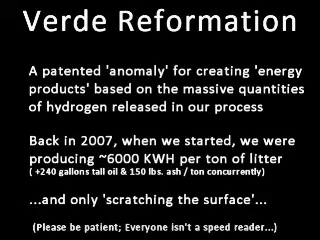 Verde Reformation
A patented 'anomaly' for creating 'energy
products' based on the massive quantities
of hydrogen released in our process
Back in 2007, when we started, we were
producing ~6000 KWH per ton of litter
( +240 gallons tall oil & 150 lbs. ash / ton concurrently)
...and only 'scratching the surface'...
(Please be patient; Everyone isn't a speed reader...)